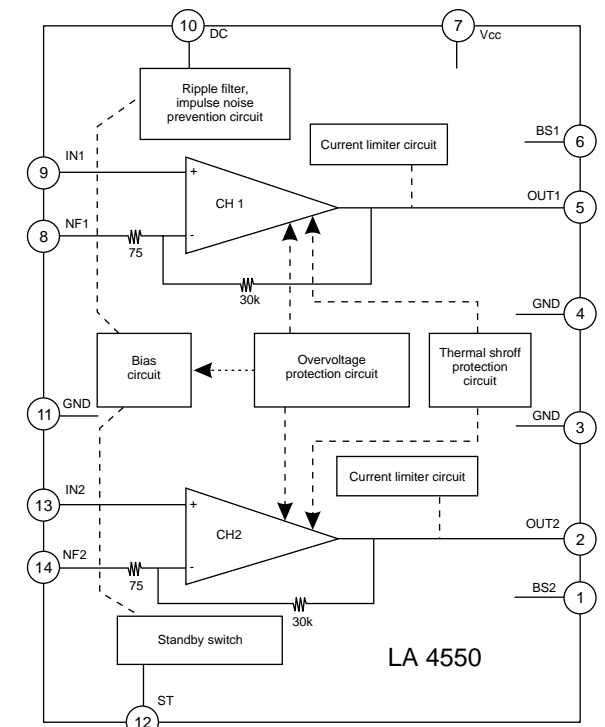 10
DC
7
Vcc
Ripple filter,
impulse noise
prevention circuit
Current limiter circuit
BS1
6
IN1
9
+
CH 1
OUT1
5
NF1
8
75
-
30k
GND
4
Bias
circuit
Overvoltage
protection circuit
Thermal shroff
protection
circuit
GND
11
GND
3
Current limiter circuit
IN2
13
+
CH2
OUT2
2
NF2
14
75
-
30k
BS2
1
Standby switch
LA 4550
ST
12